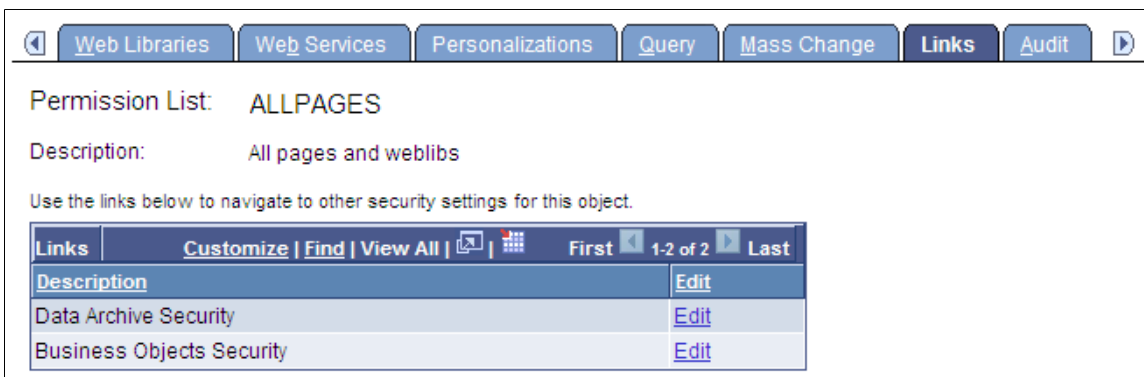 Web Libraries Web Services Personalizations Query Mass Change Links Audit
Permission List: ALLPAGES
Description: All pages and weblibs
Use the links below to navigate to other security settings for this object.
Links Customize | Find | View All | | First 1-2 of 2 Last
Description Edit
Data Archive Security Edit
Business Objects Security Edit